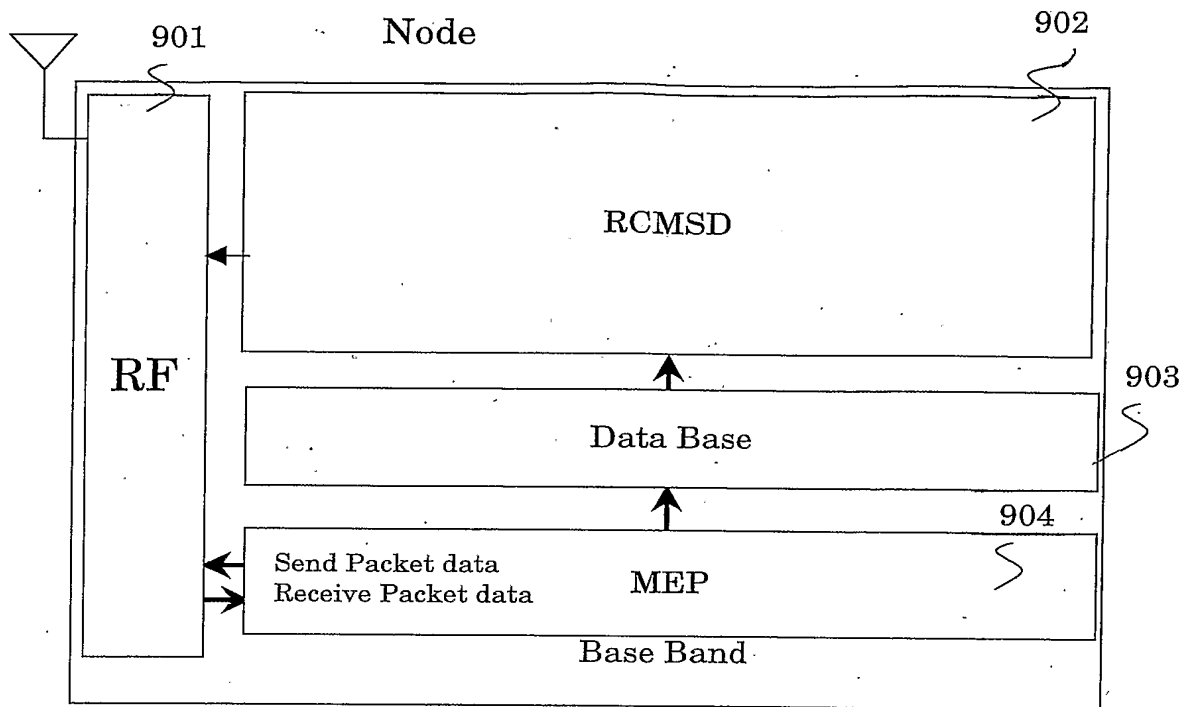 901
Node
902
RCMSD
RF
903
Data Base
904
Send Packet data
MEP
Receive Packet data
Base Band